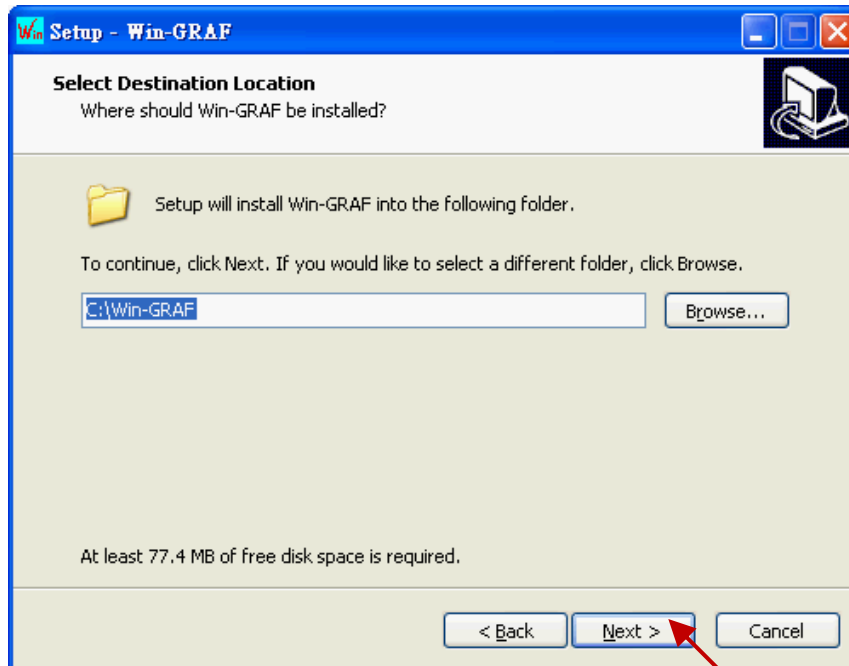 Win Setup - Win-GRAF
Select Destination Location
Where should Win-GRAF be installed?
Setup will install Win-GRAF into the following folder.
To continue, click Next. If you would like to select a different folder, click Browse.
C:\Win-GRAF
Browse...
At least 77.4 MB of free disk space is required.
< Back Next > Cancel